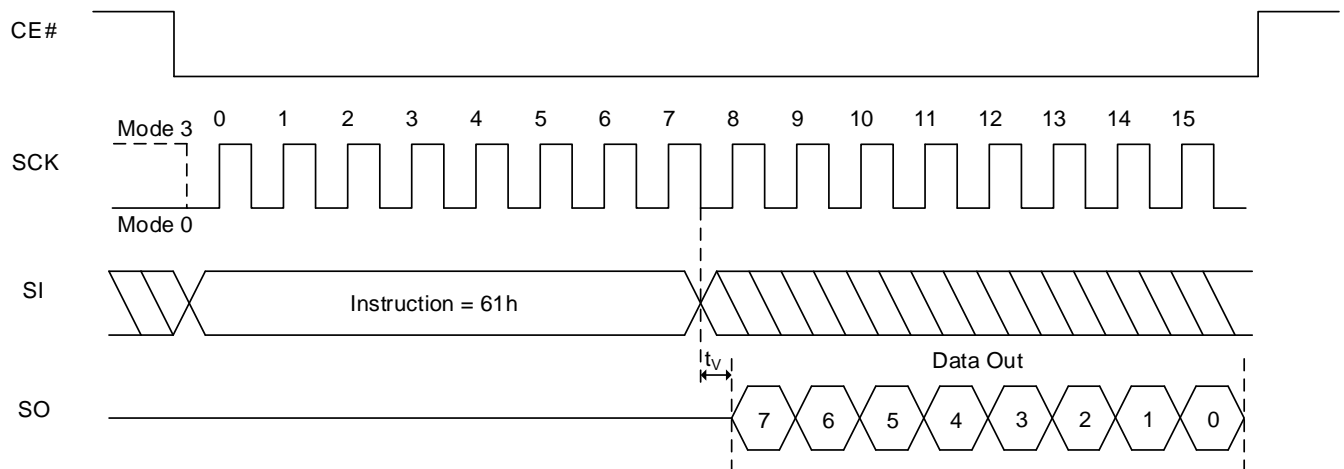 CE#
Mode 3
0 1 2 3 4 5 6 7 8 9 10 11 12 13 14 15
SCK
Mode 0
SI
Instruction = 61h
tV
Data Out
SO
7 6 5 4 3 2 1 0